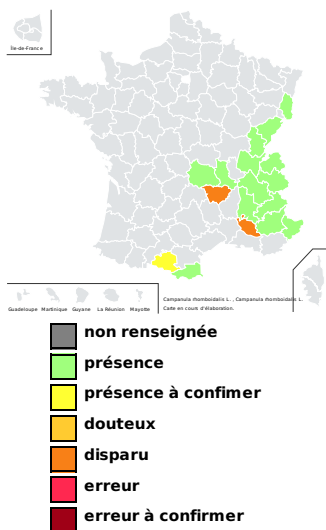 Île-de-France
Guadeloupe Martinique Guyane La Réunion Mayotte
Campanula rhomboidalis L. , Campanula rhomboidalis L.
Carte en cours d'élaboration.
non renseignée
présence
présence à confimer
douteux
disparu
erreur
erreur à confirmer